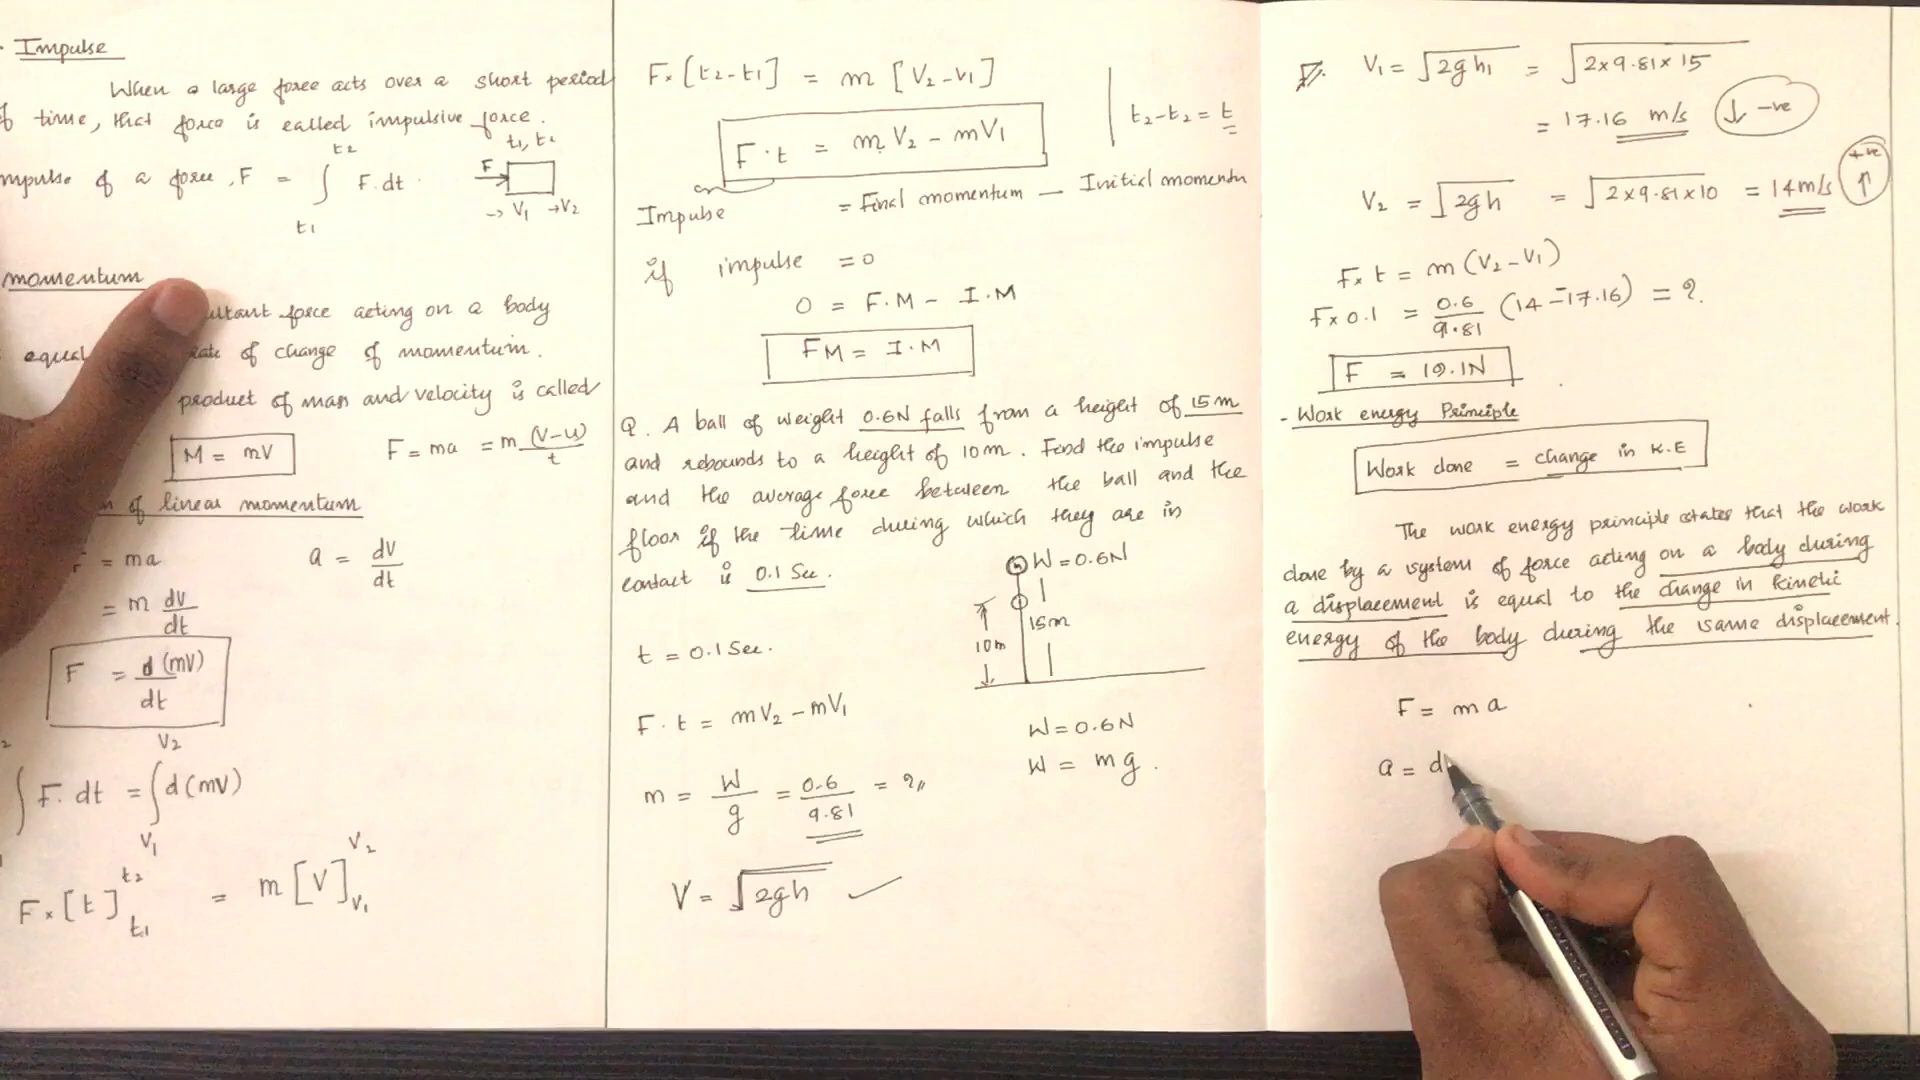 Impulse
When a large force acts over a short period
of time, that force is called impulsive force.
t1, t2
Impulse of a force, F = ∫ F.dt
t2
t1
F
→ V1 → V2
momentum
force acting on a body
equal of change of momentum.
product of mass and velocity is called
M = mV
F = ma = m (V-u)/t
of linear momentum
= ma
a = dv/dt
= m dv/dt
F = d(mV)/dt
V2
∫ F. dt = ∫ d(mV)
V1
F×[t] t2 t1 = m[V] V2 V1
F×[t2-t1] = m [V2-V1]
t2-t2 = t
F.t = mV2 - mV1
Impulse = Final momentum — Initial momentu
if impulse = 0
0 = F.M - I.M
FM = I.M
Q. A ball of weight 0.6N falls from a height of 15m
and rebounds to a height of 10m. Find the impulse
and the average force between the ball and the
floor if the time during which they are in
contact is 0.1 Sec.
W = 0.6N
15m
10m
t = 0.1 Sec.
F.t = mV2 - mV1
W = 0.6N
W = mg.
m = W/g = 0.6/9.81 = ?,,
V = √2gh ✓
V1 = √2gh1 = √2×9.81×15
= 17.16 m/s
↓ -ve
V2 = √2gh = √2×9.81×10 = 14m/s
+ve ↑
F× t = m (V2-V1)
F×0.1 = 0.6/9.81 (14 - -17.16) = ?.
F = 19.1N
- Work energy Principle
Work done = change in K.E
The work energy principle states that the work
done by a system of force acting on a body during
a displacement is equal to the change in kinetic
energy of the body during the same displacement.
F = ma
a = d